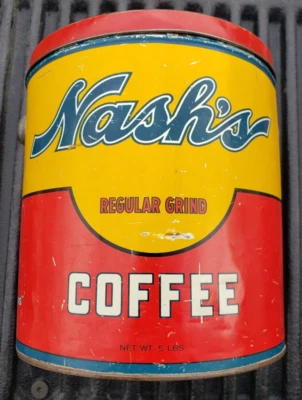 Nash's
REGULAR GRIND
COFFEE
NET WT. 5 LBS.